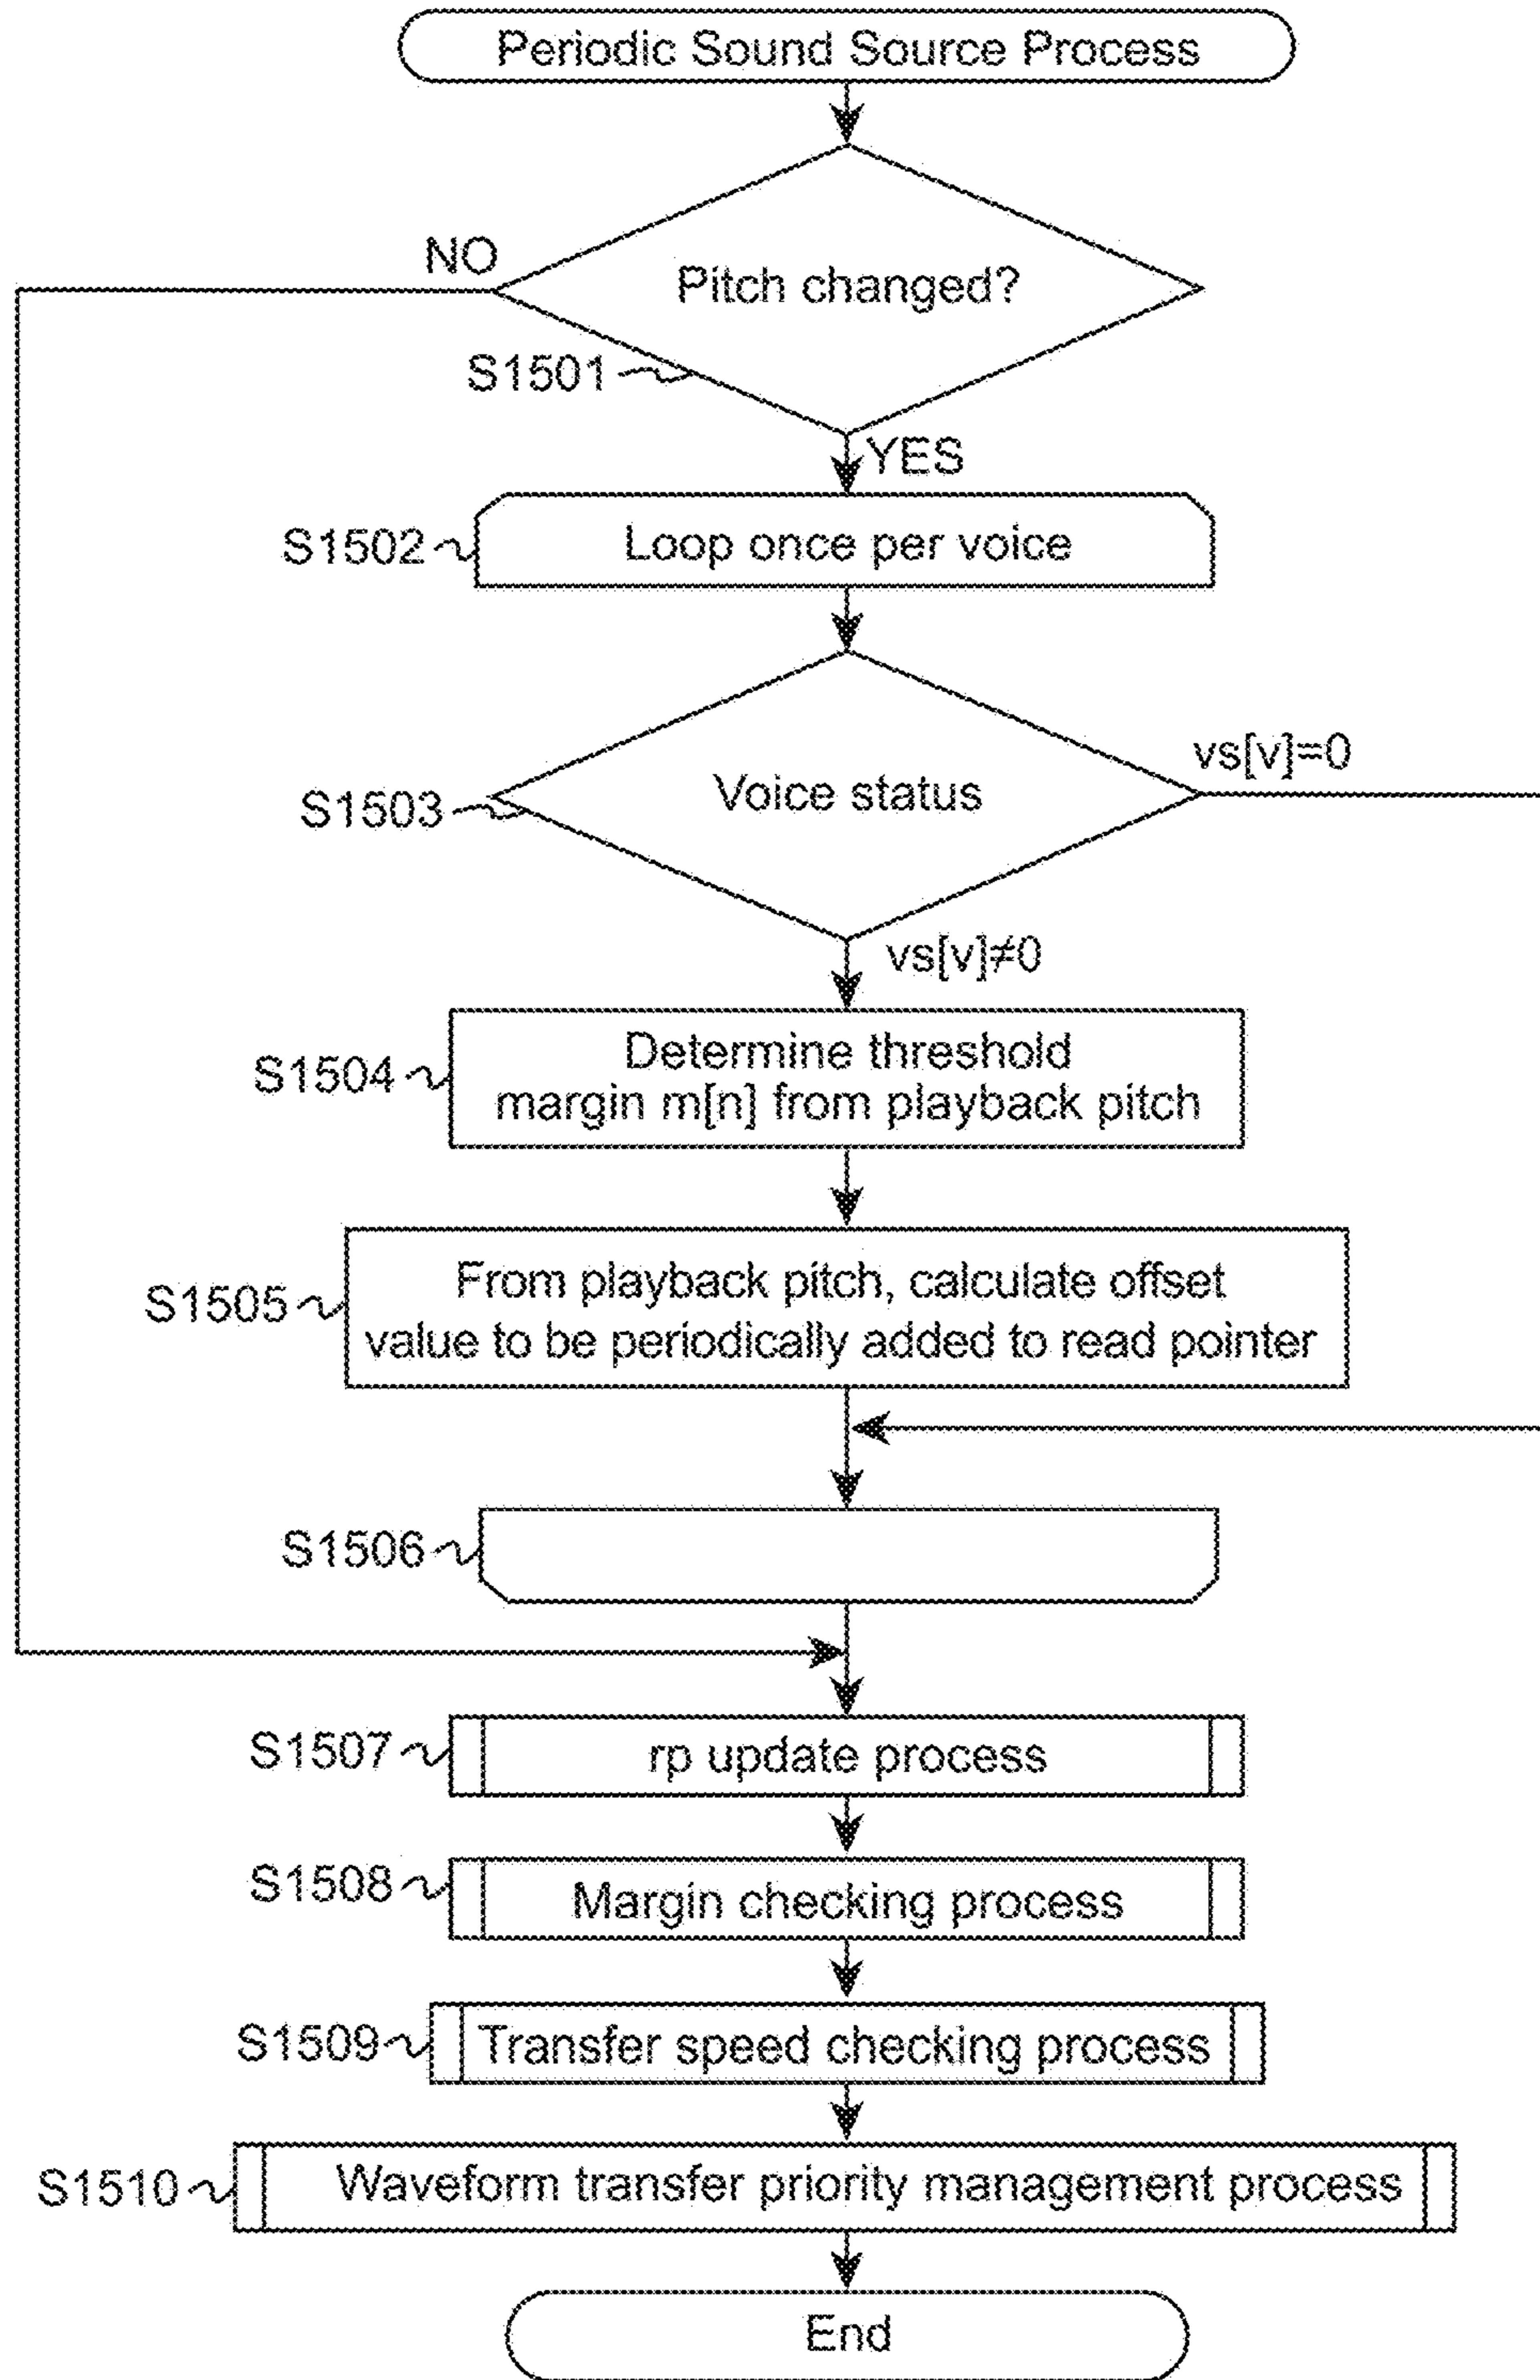 Periodic Sound Source Process
NO
Pitch changed?
S1501
YES
S1502
Loop once per voice
vs[v]=0
Voice status
S1503
vs[v]≠0
S1504
Determine threshold
margin m[n] from playback pitch
S1505
From playback pitch, calculate offset
value to be periodically added to read pointer
S1506
S1507
rp update process
S1508
Margin checking process
S1509
Transfer speed checking process
S1510
Waveform transfer priority management process
End